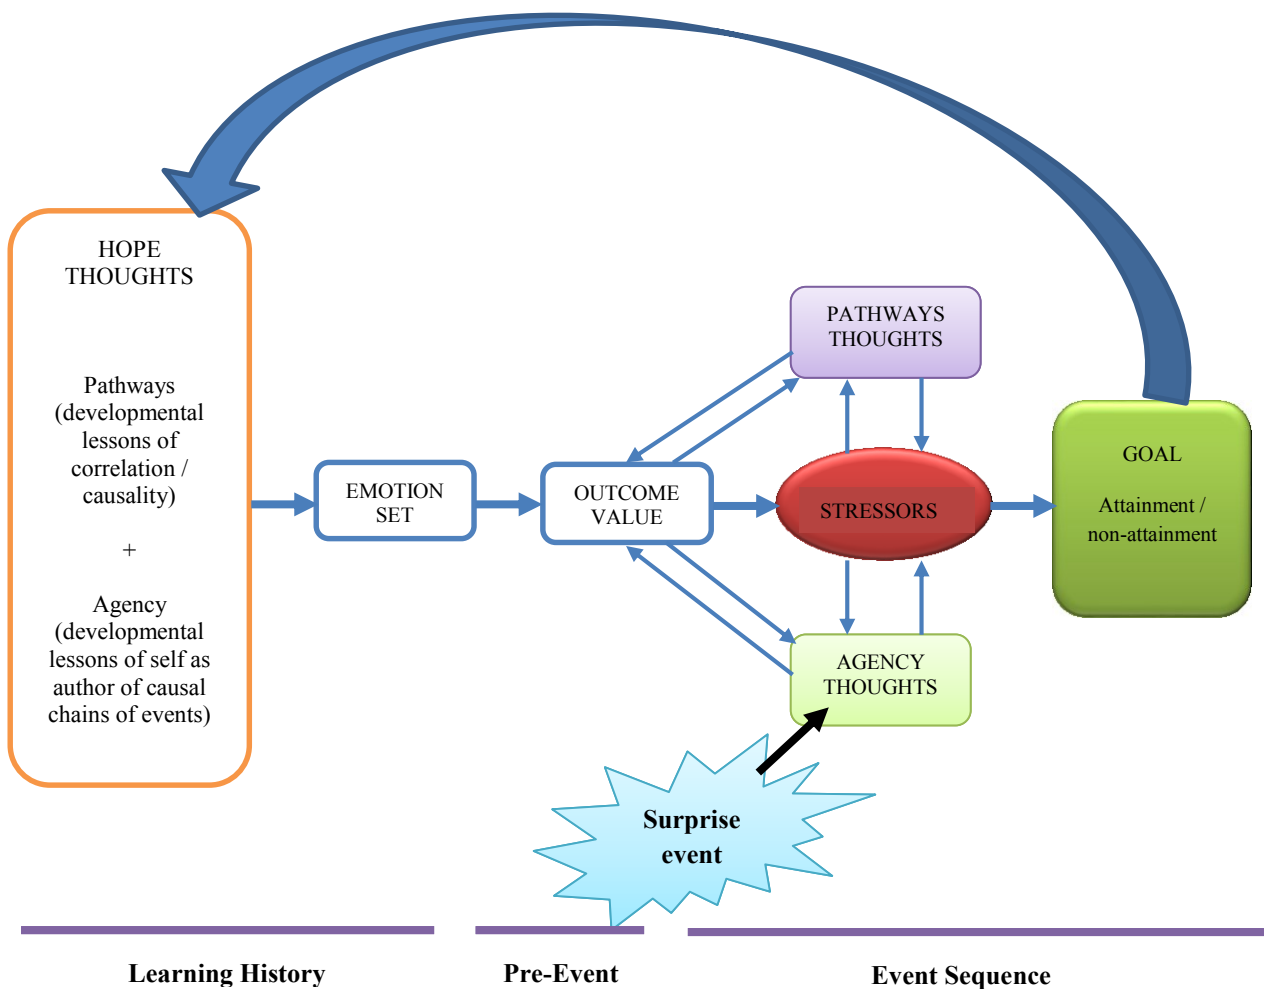 HOPE
THOUGHTS
Pathways
(developmental
lessons of
correlation /
causality)
+
Agency
(developmental
lessons of self as
author of causal
chains of events)
EMOTION
SET
OUTCOME
VALUE
PATHWAYS
THOUGHTS
STRESSORS
AGENCY
THOUGHTS
GOAL
Attainment /
non-attainment
Surprise
event
Learning History
Pre-Event
Event Sequence